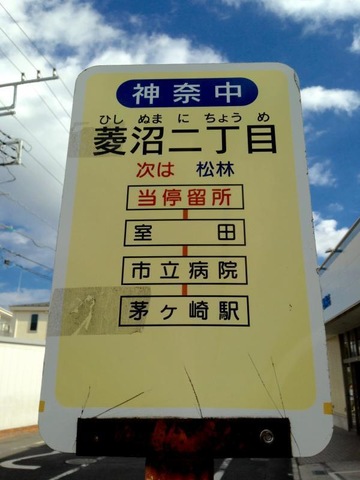 神奈中
ひし ぬま に ちょう め
菱沼二丁目
次は 松林
当停留所
室田
市立病院
茅ヶ崎駅